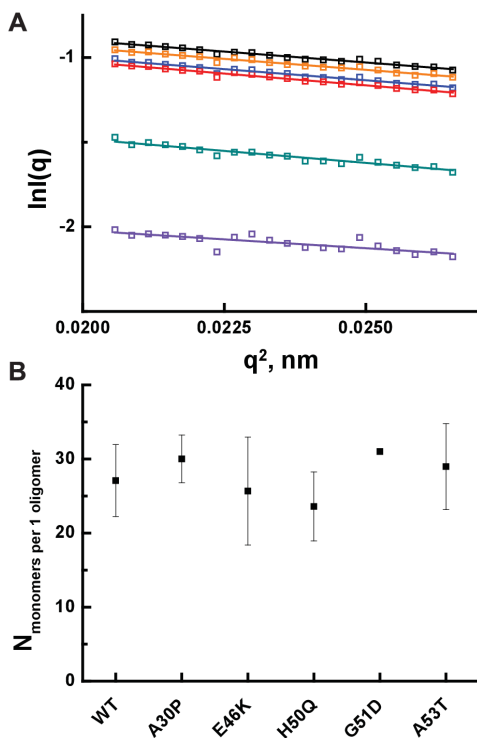 A
lnI(q)
-1
-2
0.0200
0.0225
0.0250
q², nm
B
N monomers per 1 oligomer
40
30
20
10
0
WT
A30P
E46K
H50Q
G51D
A53T